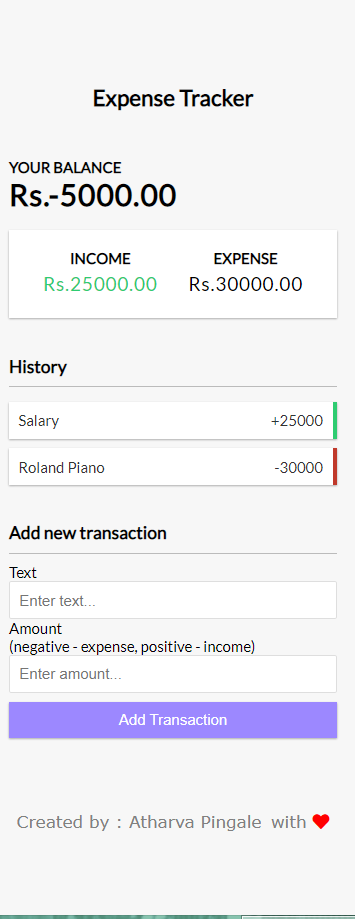 Expense Tracker
YOUR BALANCE
Rs.-5000.00
INCOME EXPENSE
Rs.25000.00 Rs.30000.00
History
Salary +25000
Roland Piano -30000
Add new transaction
Text
Enter text...
Amount
(negative - expense, positive - income)
Enter amount...
Add Transaction
Created by : Atharva Pingale with ❤